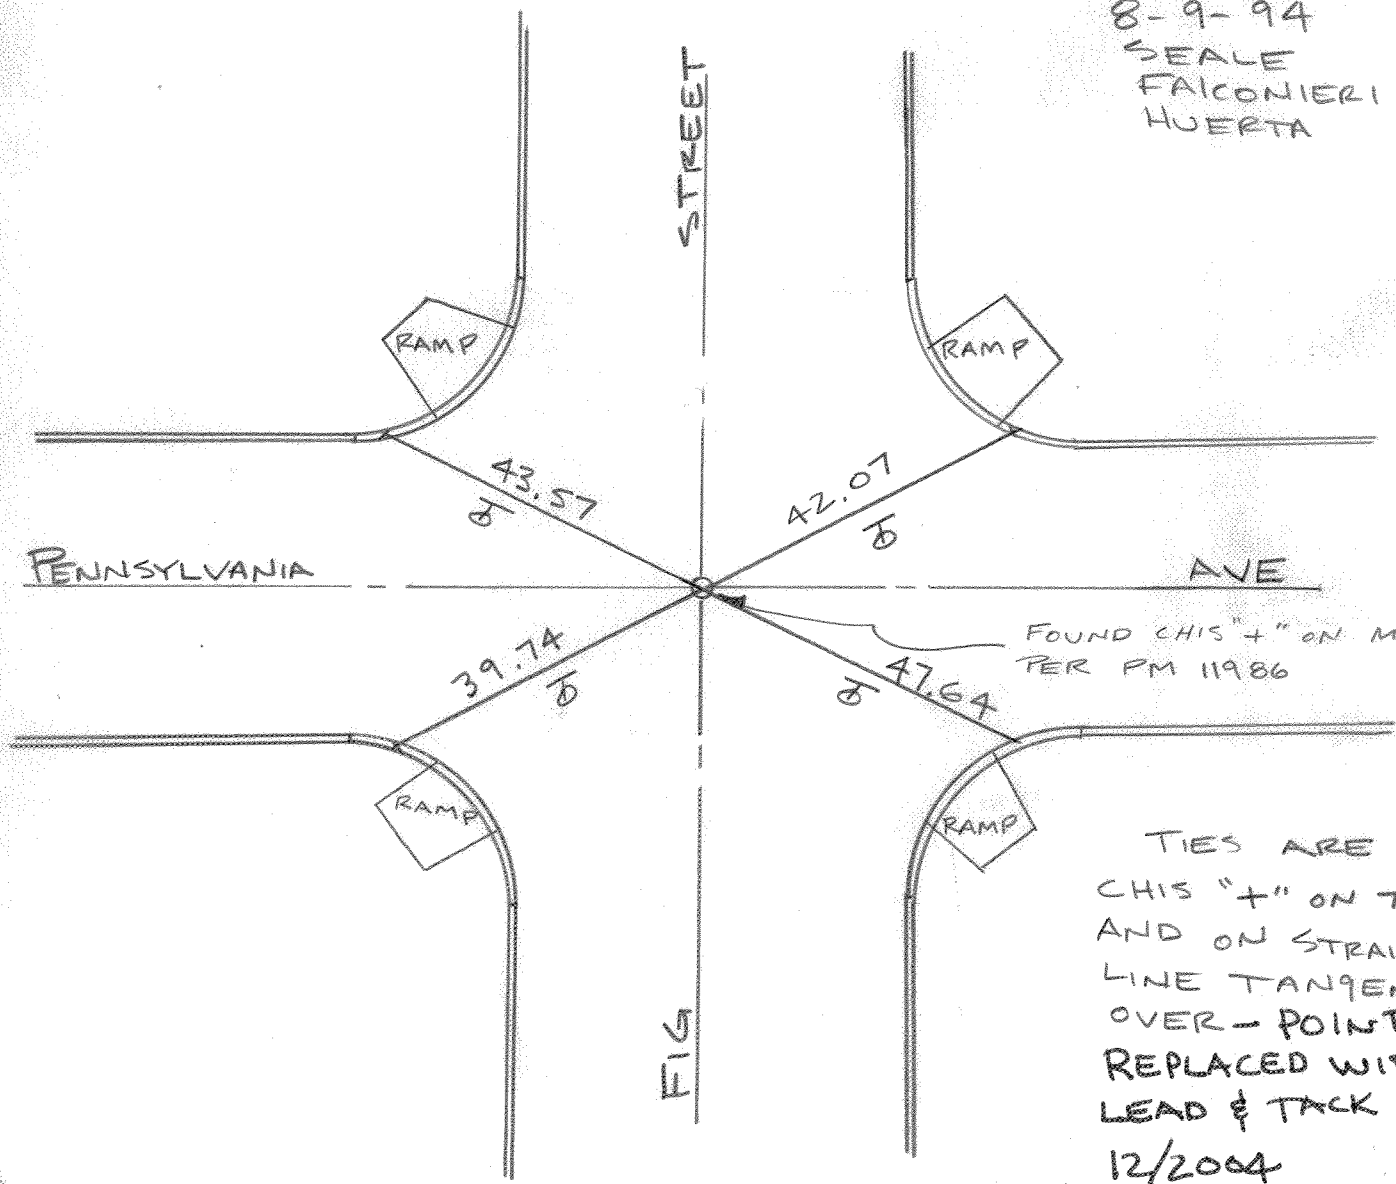 8-9-94
SEALE
FALCONIERI
HUERTA
STREET
RAMP
RAMP
43.57
42.07
PENNSYLVANIA
AVE
FOUND CHIS "+" ON
PER PM 11986
39.74
47.64
RAMP
RAMP
TIES ARE
CHIS "+" ON
AND ON
LINE
OVER - POINT
REPLACED
LEAD & TACK
12/2004
FIG